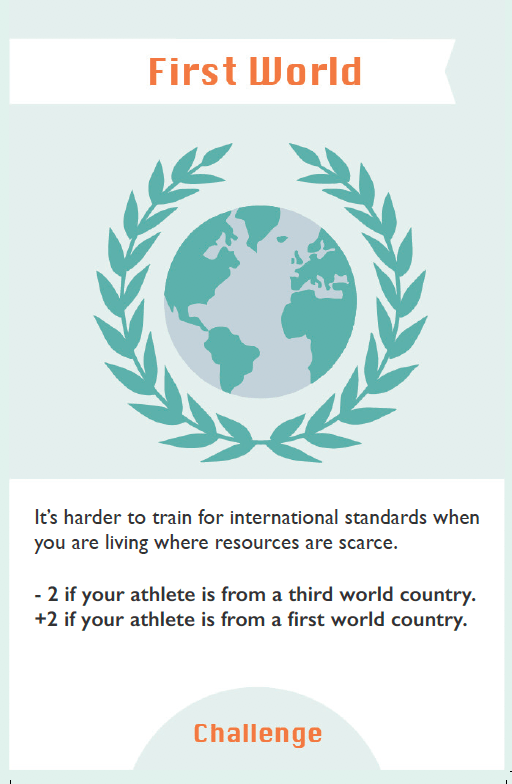 First World
It's harder to train for international standards when
you are living where resources are scarce.
- 2 if your athlete is from a third world country.
+2 if your athlete is from a first world country.
Challenge